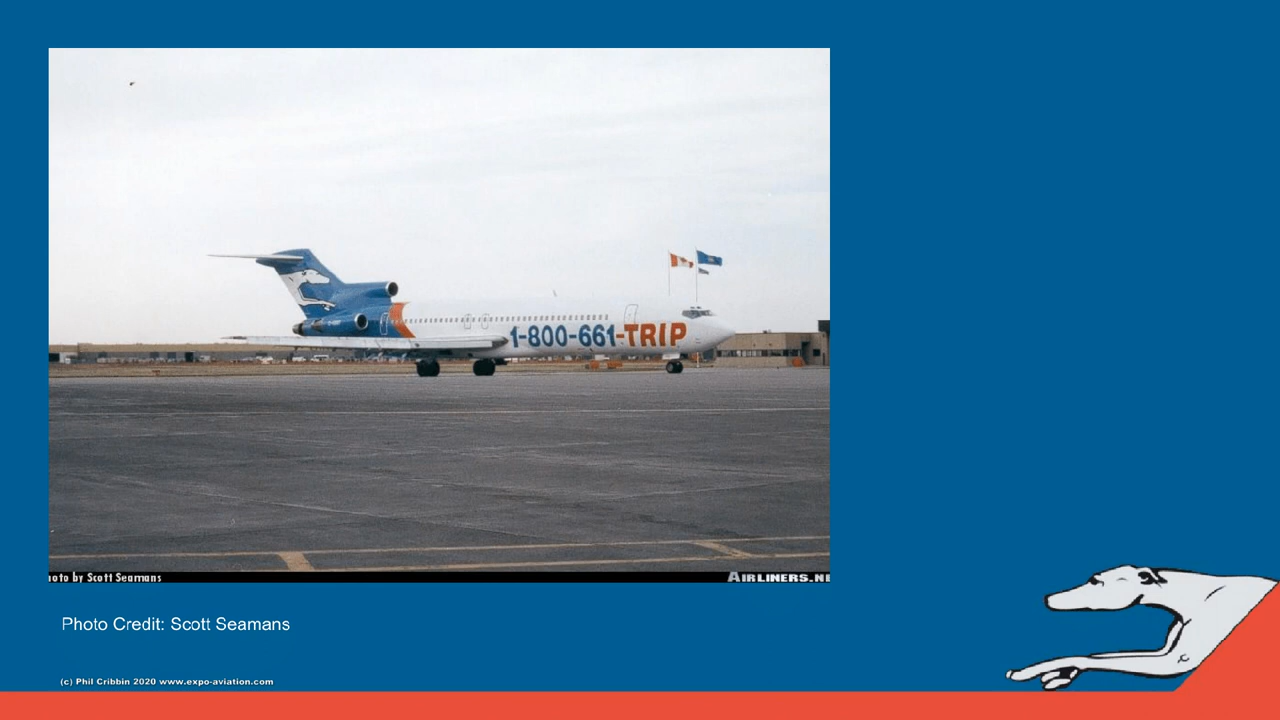 1-800-661-TRIP
oto by Scott Seamans
AIRLINERS.NE
Photo Credit: Scott Seamans
(c) Phil Cribbin 2020 www.expo-aviation.com